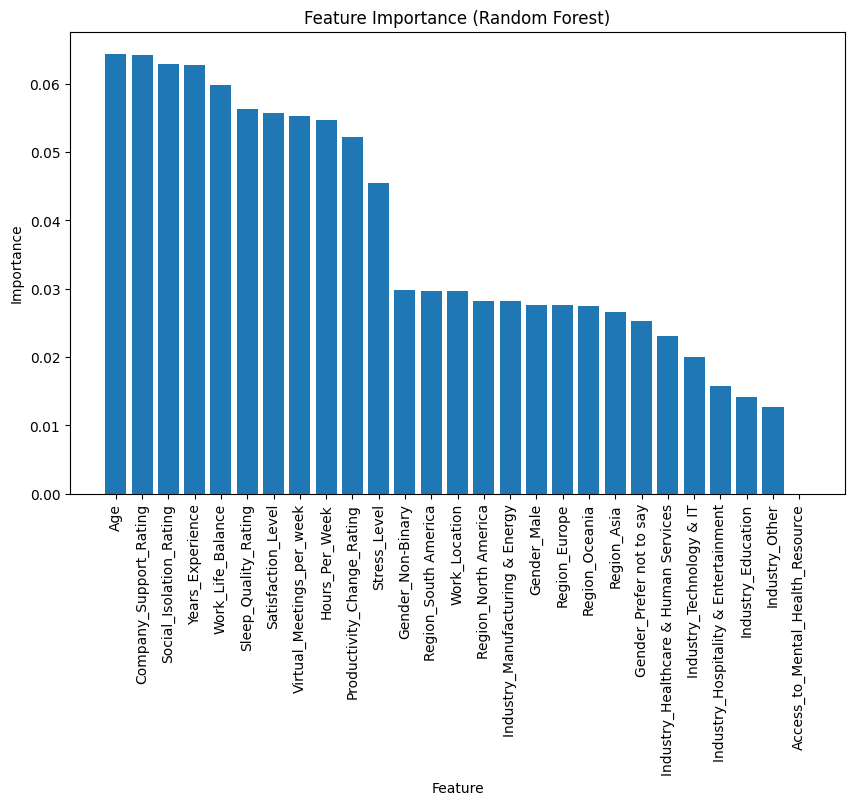 Feature Importance (Random Forest)
Importance
0.06
0.05
0.04
0.03
0.02
0.01
0.00
Age
Company_Support_Rating
Social_Isolation_Rating
Years_Experience
Work_Life_Balance
Sleep_Quality_Rating
Satisfaction_Level
Virtual_Meetings_per_week
Hours_Per_Week
Productivity_Change_Rating
Stress_Level
Gender_Non-Binary
Region_South America
Work_Location
Region_North America
Industry_Manufacturing & Energy
Gender_Male
Region_Europe
Region_Oceania
Region_Asia
Gender_Prefer not to say
Industry_Healthcare & Human Services
Industry_Technology & IT
Industry_Hospitality & Entertainment
Industry_Education
Industry_Other
Access_to_Mental_Health_Resource
Feature